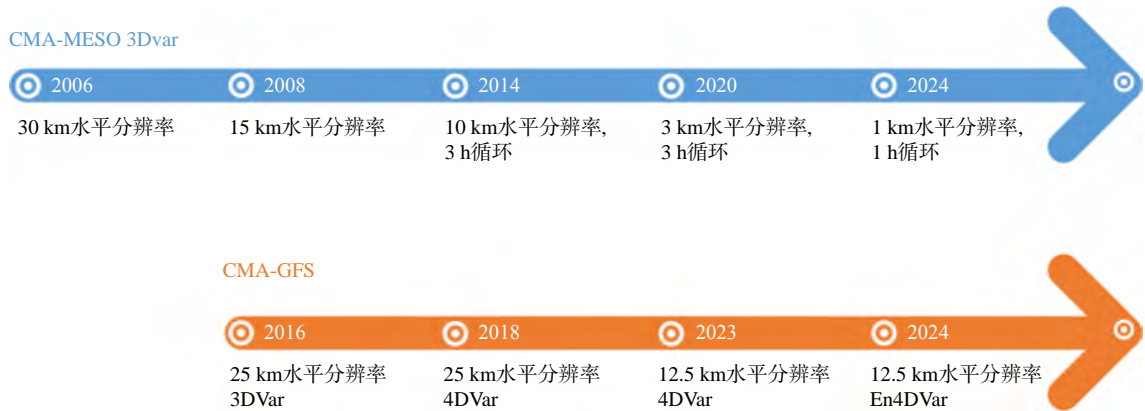 CMA-MESO 3Dvar
2006 2008 2014 2020 2024
30 km水平分辨率 15 km水平分辨率 10 km水平分辨率, 3 km水平分辨率, 1 km水平分辨率,
3 h循环 3 h循环 1 h循环
CMA-GFS
2016 2018 2023 2024
25 km水平分辨率 25 km水平分辨率 12.5 km水平分辨率 12.5 km水平分辨率
3DVar 4DVar 4DVar En4DVar